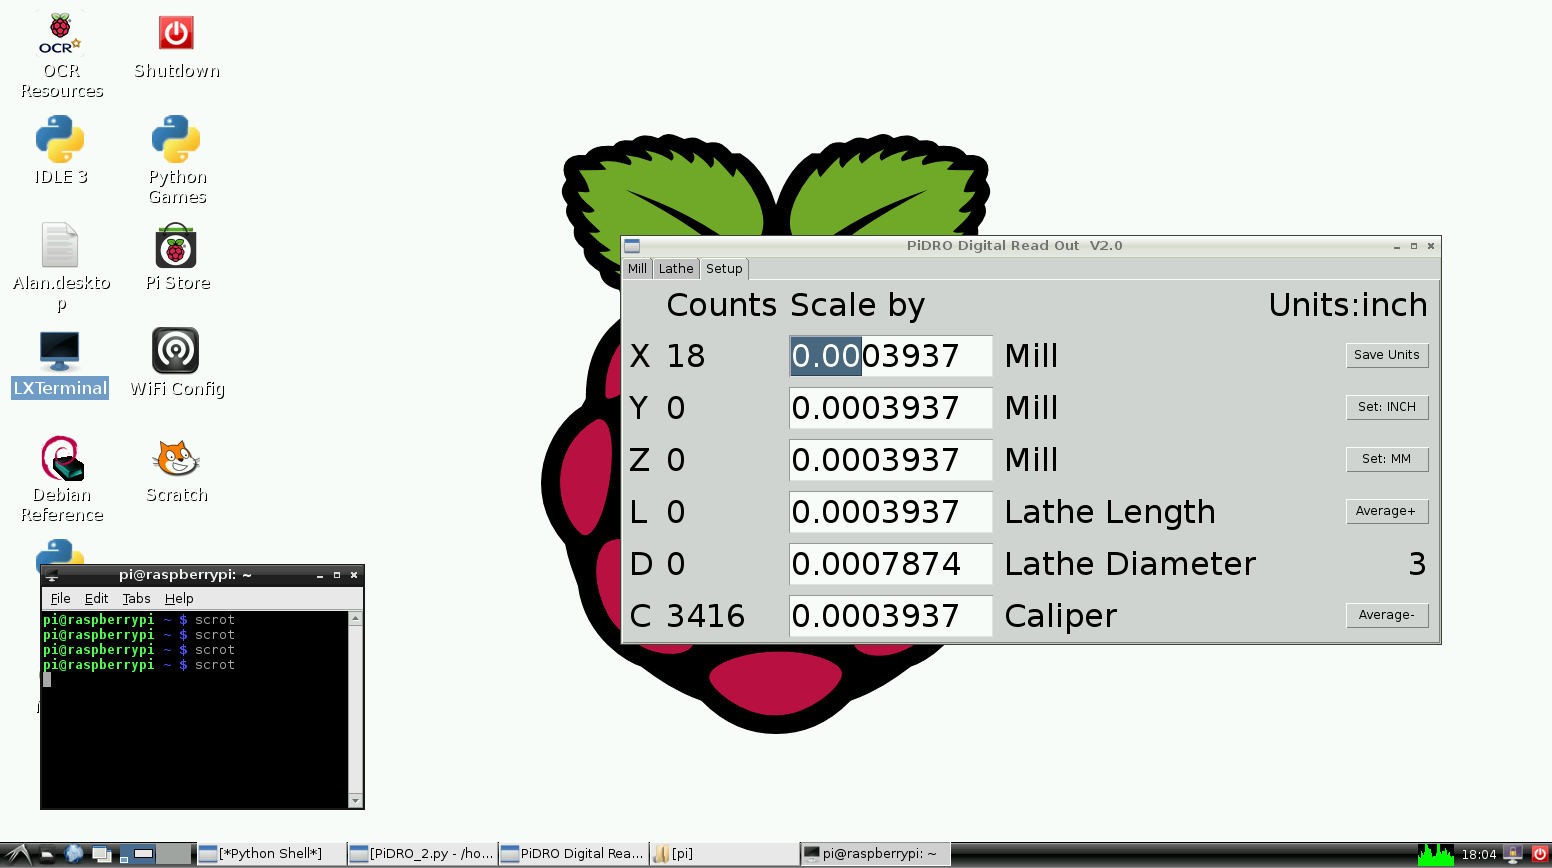 OCR
OCR
Resources
Shutdown
IDLE 3
Python
Games
Alan.deskto
p
Pi Store
LXTerminal
WiFi Config
Debian
Reference
Scratch
PiDRO Digital Read Out V2.0
Mill Lathe Setup
Counts Scale by Units:inch
X 18 0.0003937 Mill Save Units
Y 0 0.0003937 Mill Set: INCH
Z 0 0.0003937 Mill Set: MM
L 0 0.0003937 Lathe Length Average+
D 0 0.0007874 Lathe Diameter 3
C 3416 0.0003937 Caliper Average-
pi@raspberrypi: ~
File Edit Tabs Help
pi@raspberrypi ~ $ scrot
pi@raspberrypi ~ $ scrot
pi@raspberrypi ~ $ scrot
pi@raspberrypi ~ $ scrot
[*Python Shell*] [PiDRO_2.py - /ho... PiDRO Digital Rea... [pi] pi@raspberrypi: ~ 18:04